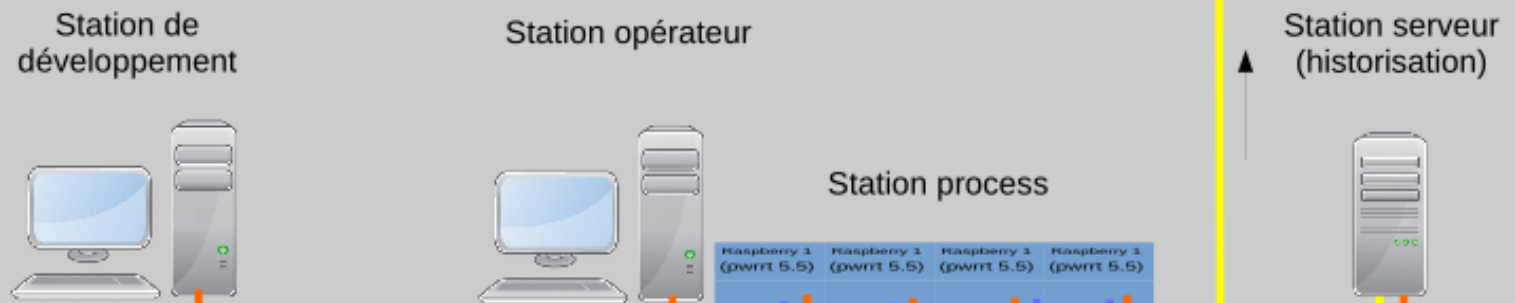 Station de
développement
Station opérateur
Station serveur
(historisation)
Station process
Raspberry 1 Raspberry 1 Raspberry 1 Raspberry 1
(pwrrt 5.5) (pwrrt 5.5) (pwrrt 5.5) (pwrrt 5.5)